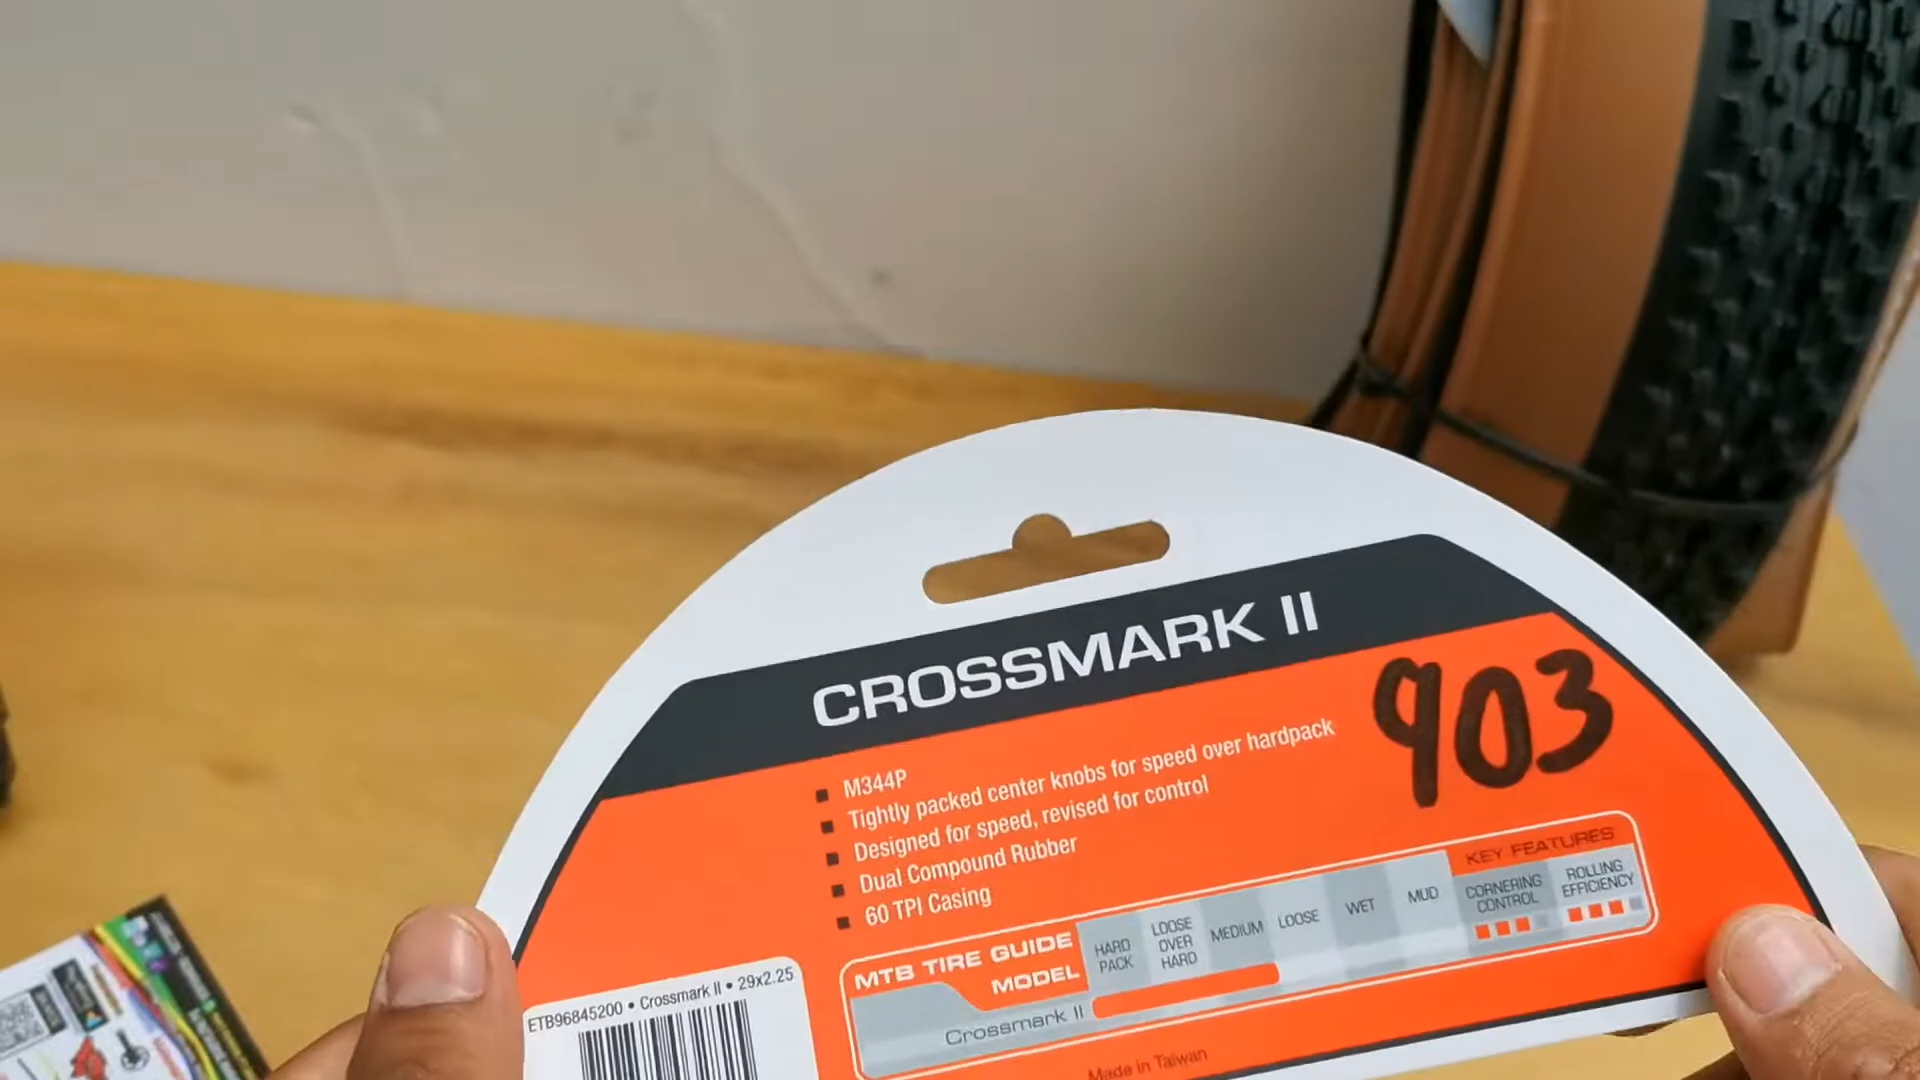 CROSSMARK II
903
M344P
Tightly packed center knobs for speed over hardpack
Designed for speed, revised for control
Dual Compound Rubber
60 TPI Casing
KEY FEATURES
MTB TIRE GUIDE
MODEL
HARD PACK
LOOSE OVER HARD
MEDIUM
LOOSE
WET
MUD
CORNERING CONTROL
ROLLING EFFICIENCY
Crossmark II
ETB96845200 • Crossmark II • 29x2.25
Made in Taiwan